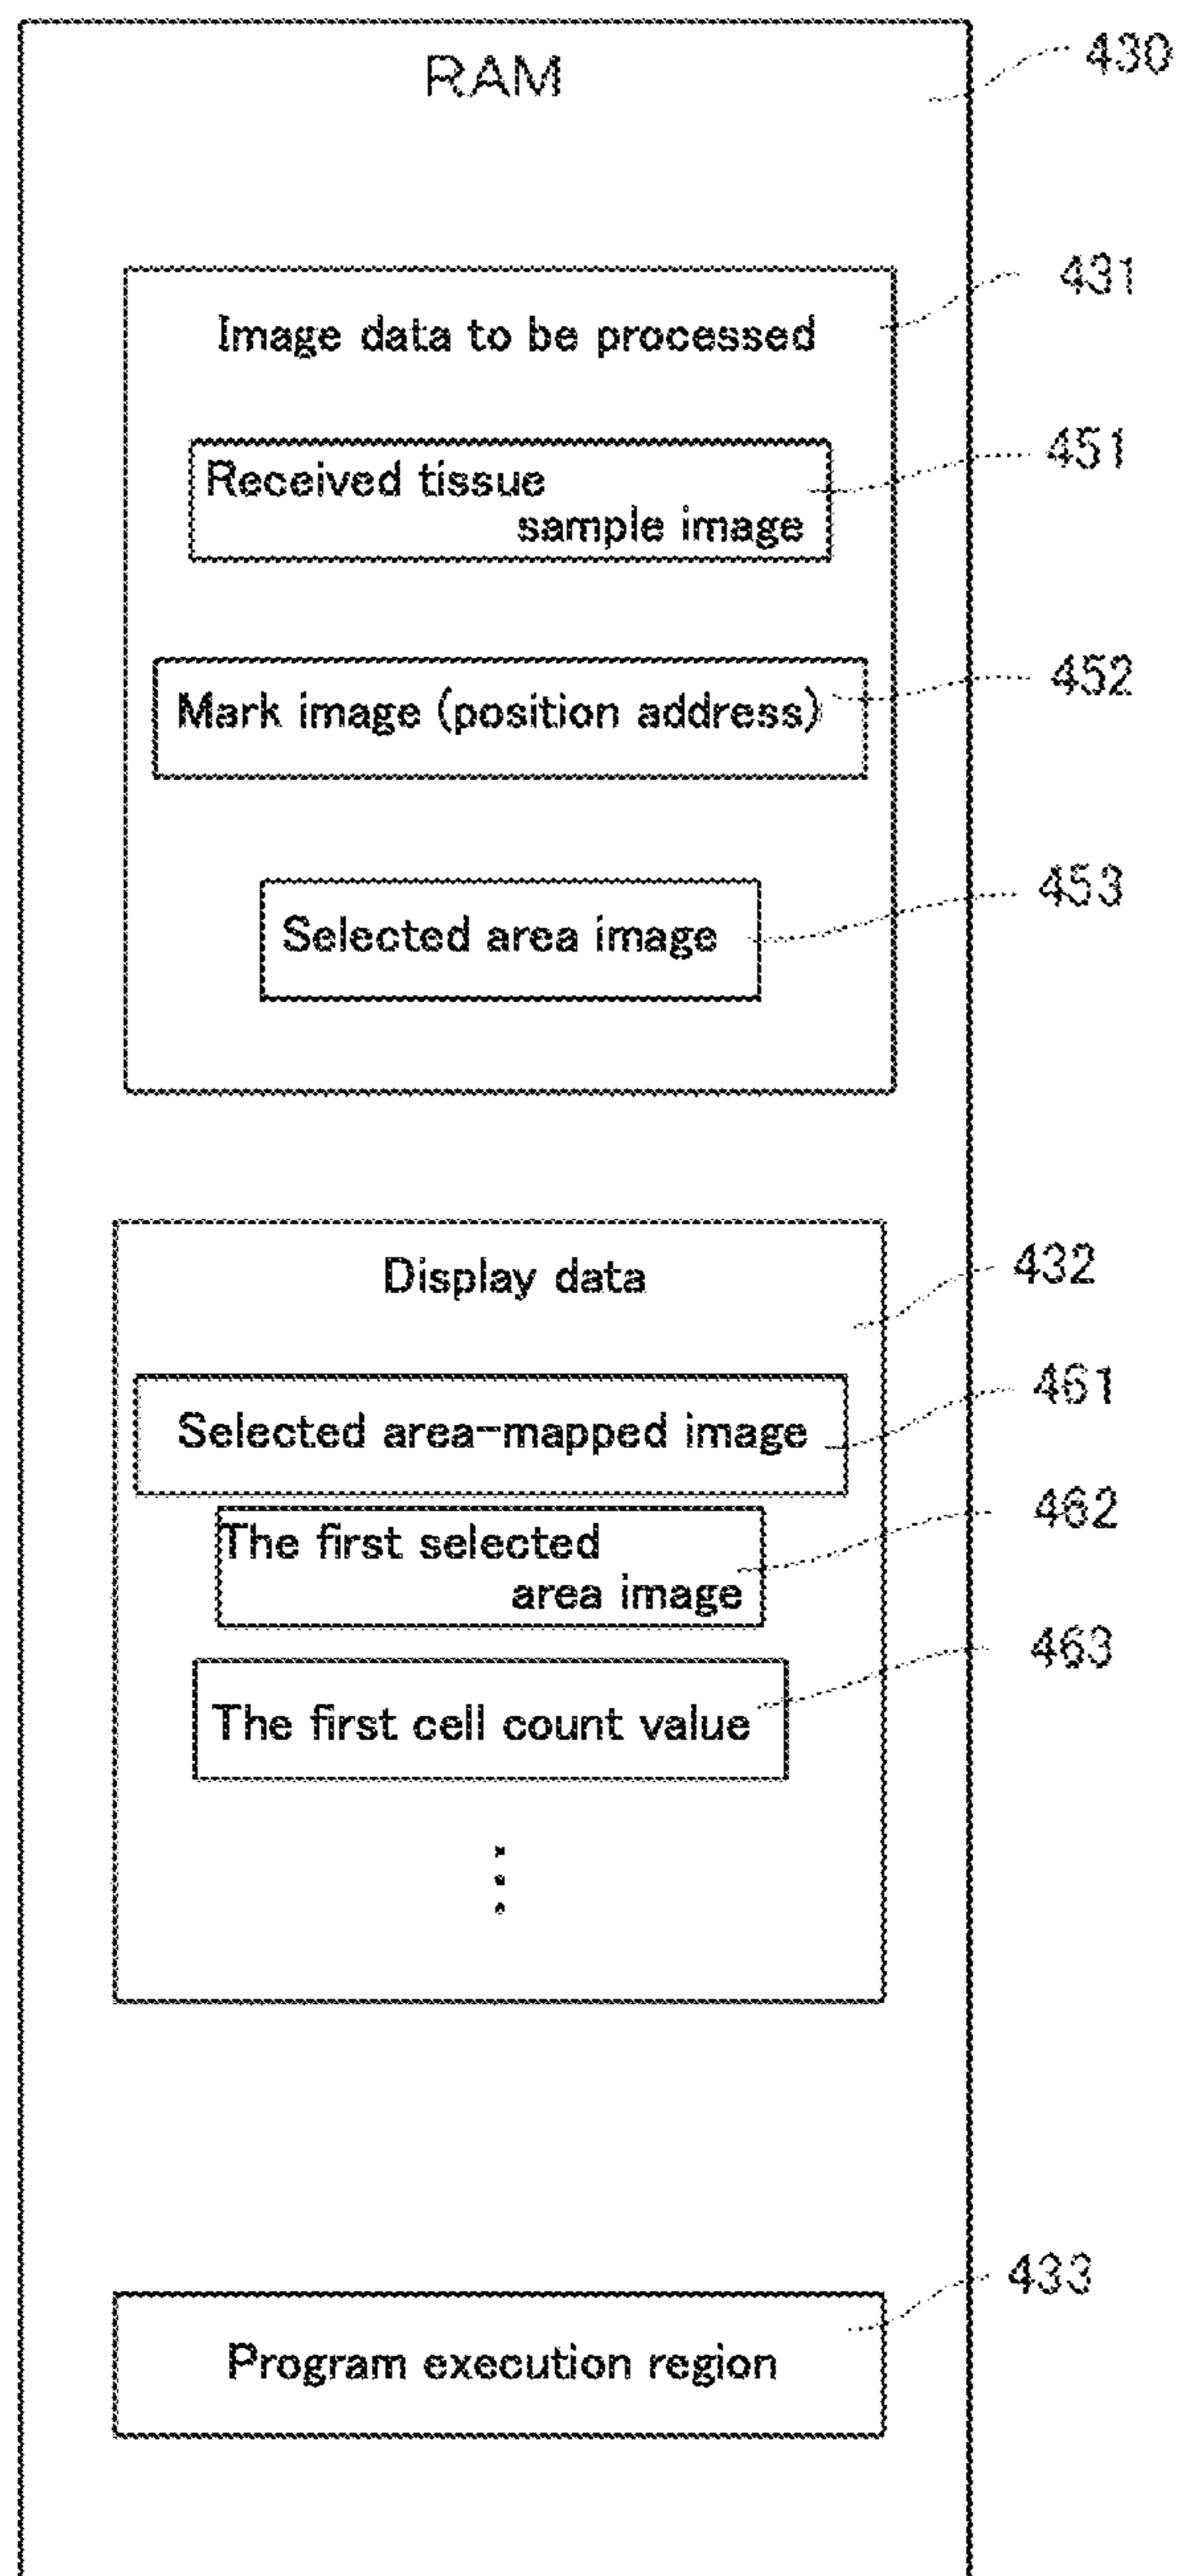 RAM
430
Image data to be processed
431
Received tissue
sample image
451
Mark image (position address)
452
Selected area image
453
Display data
432
Selected area-mapped image
461
The first selected
area image
462
The first cell count value
463
Program execution region
433